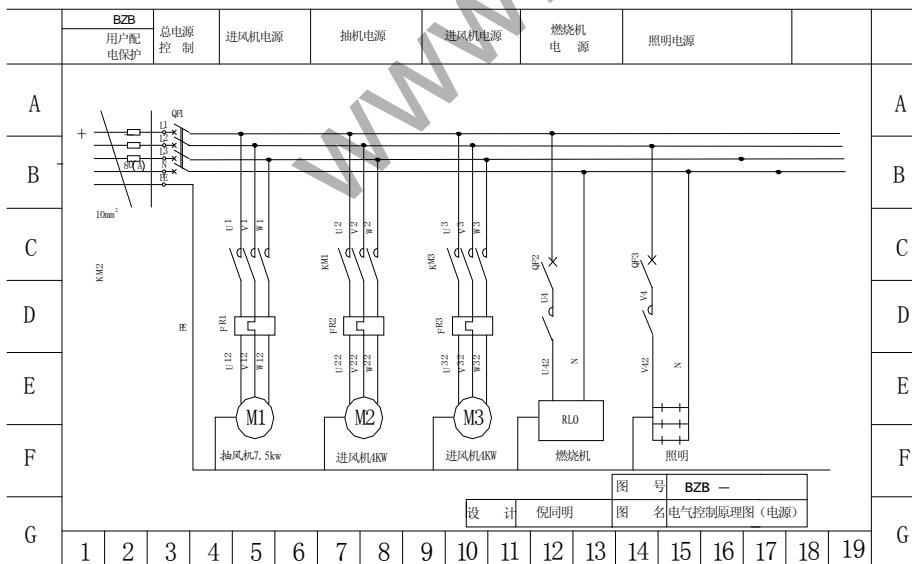 BZB
用户配
电保护
总电源
控 制
进风机电源
抽机电源
进风机电源
燃烧机
电 源
照明电源
www
A
A
B
B
C
C
D
D
E
E
F
F
G
G
+
QF1
L1
L2
L3
N
PE
80(A)
10mm²
KM2
PE
U1 V1 W1
U2 V2 W2
U3 V3 W3
KM1
KM3
QF2
QF3
U4
V4
FR1
FR2
FR3
U12 V12 W12
U22 V22 W22
U32 V32 W32
U42
N
V42
N
M1
M2
M3
RLO
抽风机7.5kw
进风机4KW
进风机4KW
燃烧机
照明
图 号 BZB —
设 计 倪同明 图 名 电气控制原理图(电源)
1 2 3 4 5 6 7 8 9 10 11 12 13 14 15 16 17 18 19